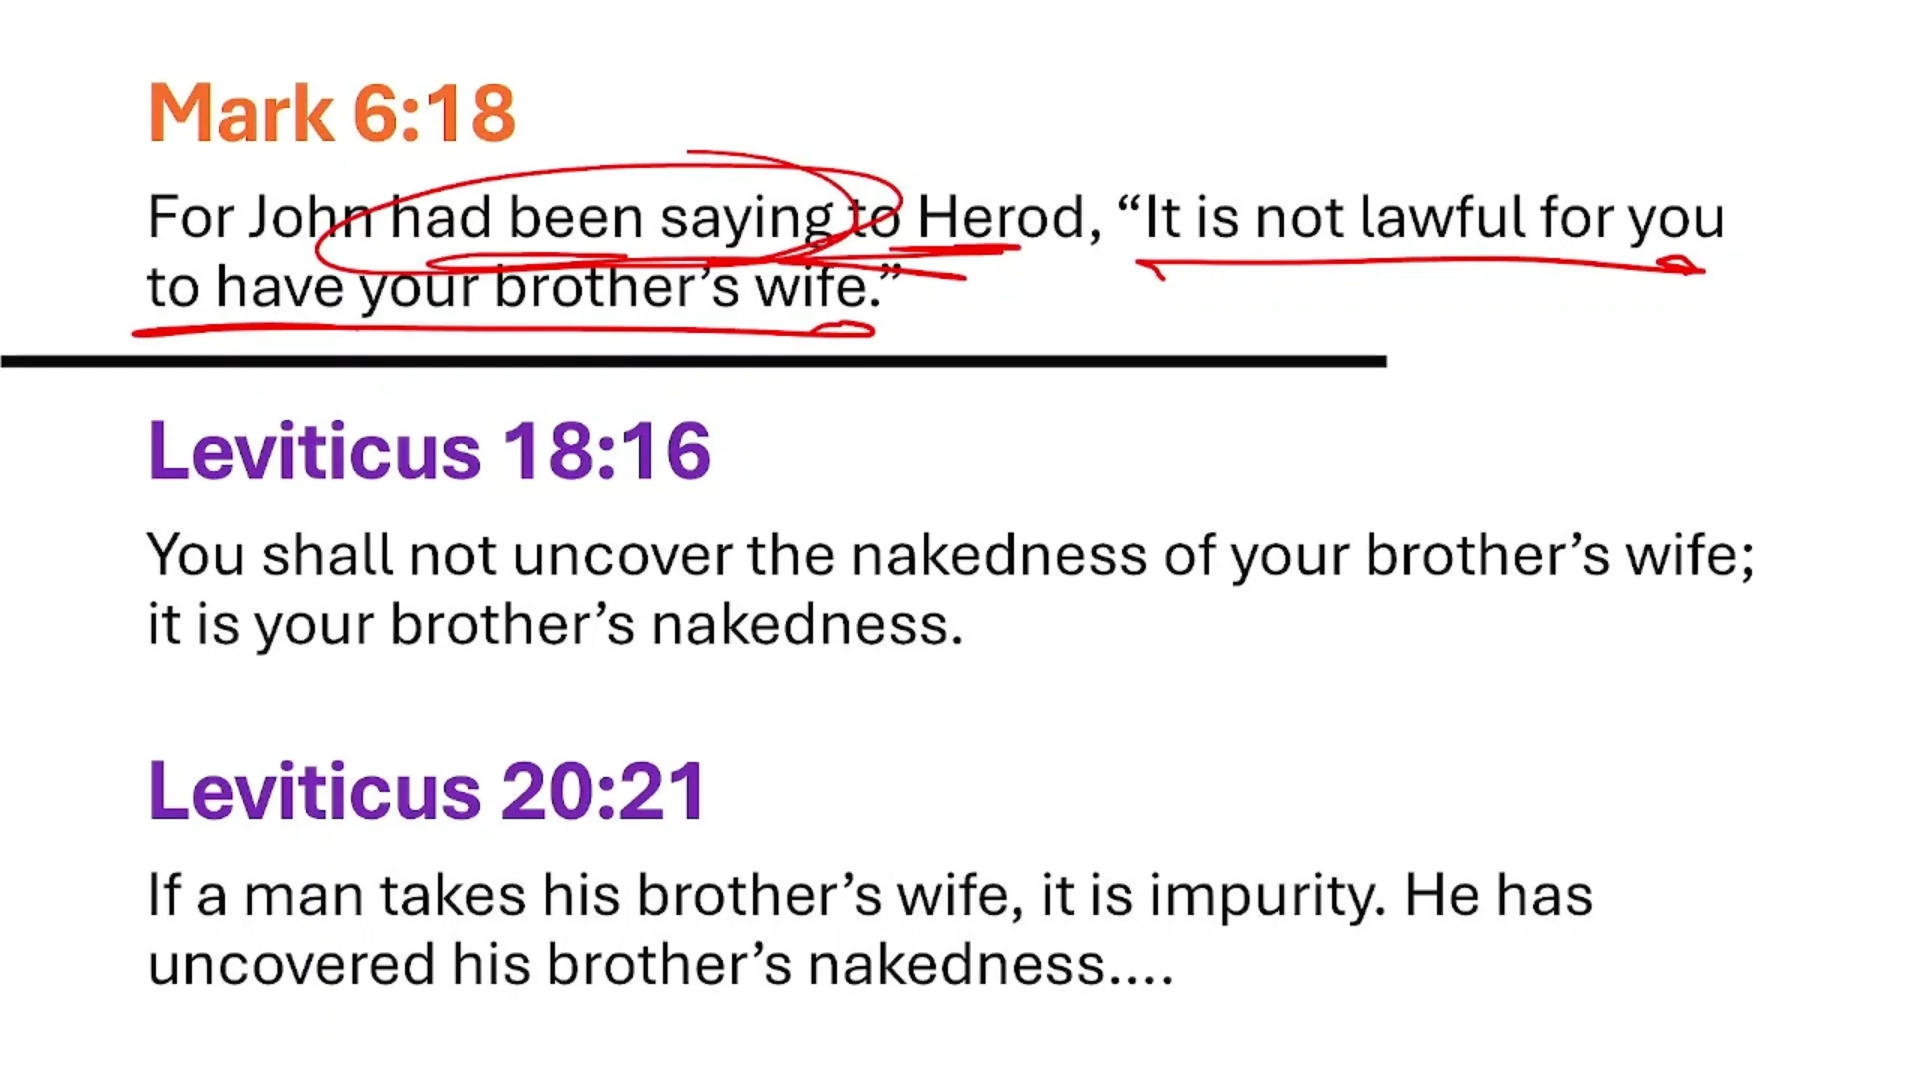 Mark 6:18
For John had been saying to Herod, “It is not lawful for you
to have your brother’s wife.”
Leviticus 18:16
You shall not uncover the nakedness of your brother’s wife;
it is your brother’s nakedness.
Leviticus 20:21
If a man takes his brother’s wife, it is impurity. He has
uncovered his brother’s nakedness....